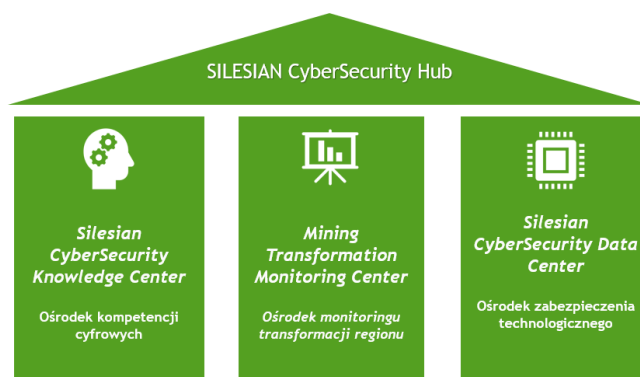 SILESIAN CyberSecurity Hub
Silesian
CyberSecurity
Knowledge Center
Ośrodek kompetencji
cyfrowych
Mining
Transformation
Monitoring Center
Ośrodek monitoringu
transformacji regionu
Silesian
CyberSecurity Data
Center
Ośrodek zabezpieczenia
technologicznego